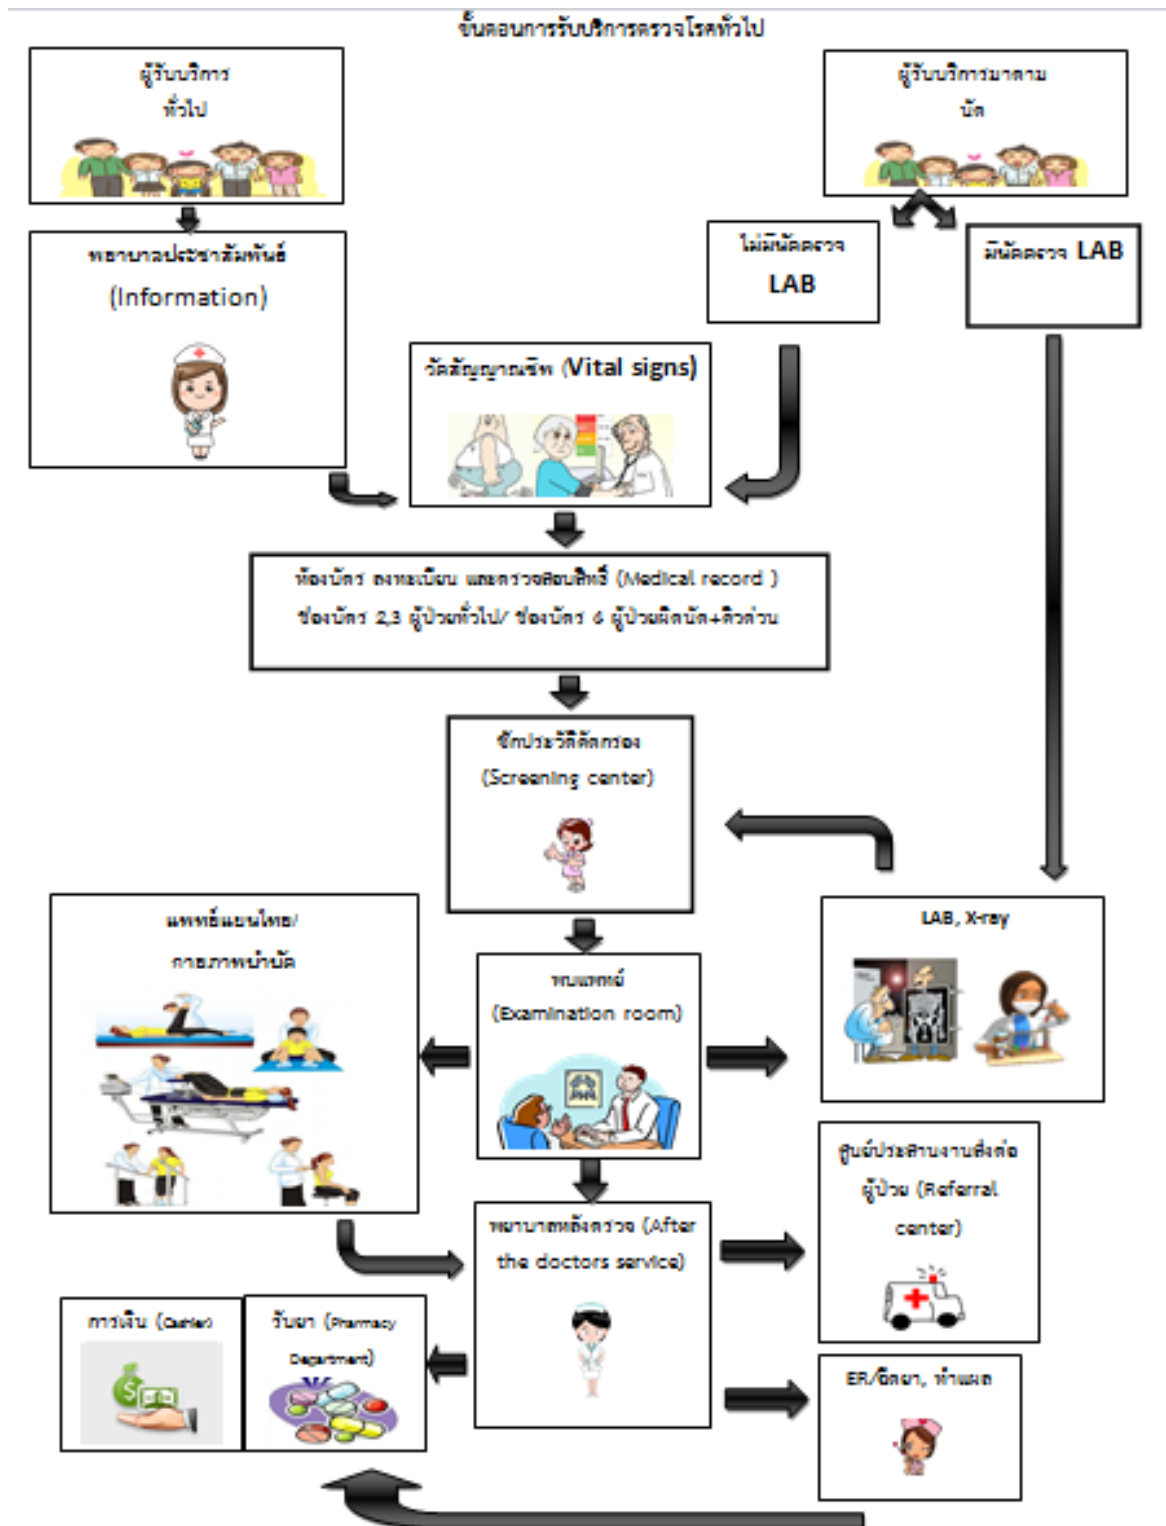 ขั้นตอนการรับบริการตรวจโรคทั่วไป
ผู้รับบริการ
ทั่วไป
ผู้รับบริการมาตาม
นัด
พยาบาลประชาสัมพันธ์
(Information)
ไม่มีนัดตรวจ
LAB
มีนัดตรวจ LAB
วัดสัญญาณชีพ (Vital signs)
ห้องบัตร ลงทะเบียน และตรวจสอบสิทธิ์ (Medical record )
ช่องบัตร 2,3 ผู้ป่วยทั่วไป/ ช่องบัตร 6 ผู้ป่วยผิดนัด+คิวด่วน
ซักประวัติคัดกรอง
(Screening center)
แพทย์แผนไทย/
กายภาพบำบัด
พบแพทย์
(Examination room)
LAB, X-ray
พยาบาลหลังตรวจ (After
the doctors service)
ศูนย์ประสานงานส่งต่อ
ผู้ป่วย (Referral
center)
การเงิน (Cashier)
รับยา (Pharmacy
Department)
ER/ฉีดยา, ทำแผล